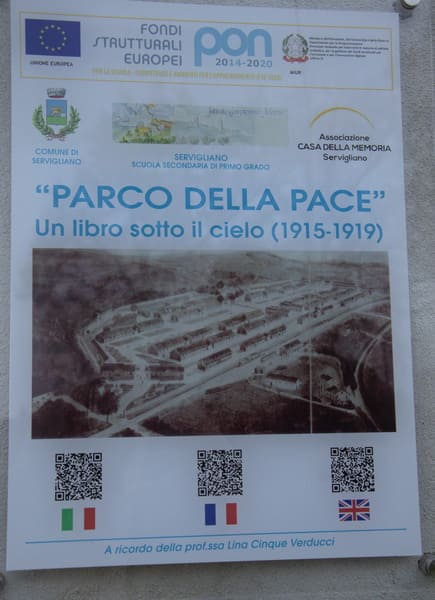 FONDI
STRUTTURALI
EUROPEI
pon
2014-2020
UNIONE EUROPEA
MIUR
COMUNE DI
SERVIGLIANO
SERVIGLIANO
SCUOLA SECONDARIA DI PRIMO GRADO
Associazione
CASA DELLA MEMORIA
Servigliano
“PARCO DELLA PACE”
Un libro sotto il cielo (1915-1919)
A ricordo della prof.ssa Lina Cinque Verducci